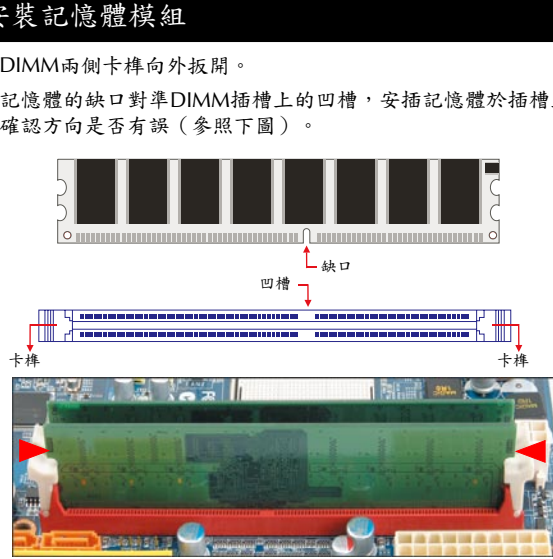 安裝記憶體模組
DIMM兩側卡榫向外扳開。
記憶體的缺口對準DIMM插槽上的凹槽，安插記憶體於插槽
確認方向是否有誤（參照下圖）。
缺口
凹槽
卡榫
卡榫